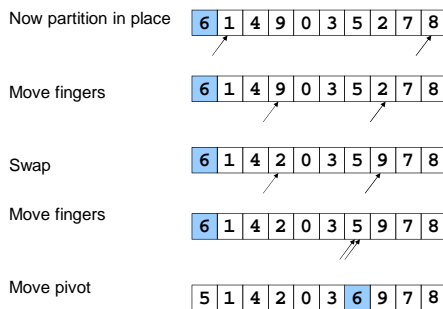 Now partition in place 6 1 4 9 0 3 5 2 7 8
Move fingers 6 1 4 9 0 3 5 2 7 8
Swap 6 1 4 2 0 3 5 9 7 8
Move fingers 6 1 4 2 0 3 5 9 7 8
Move pivot 5 1 4 2 0 3 6 9 7 8